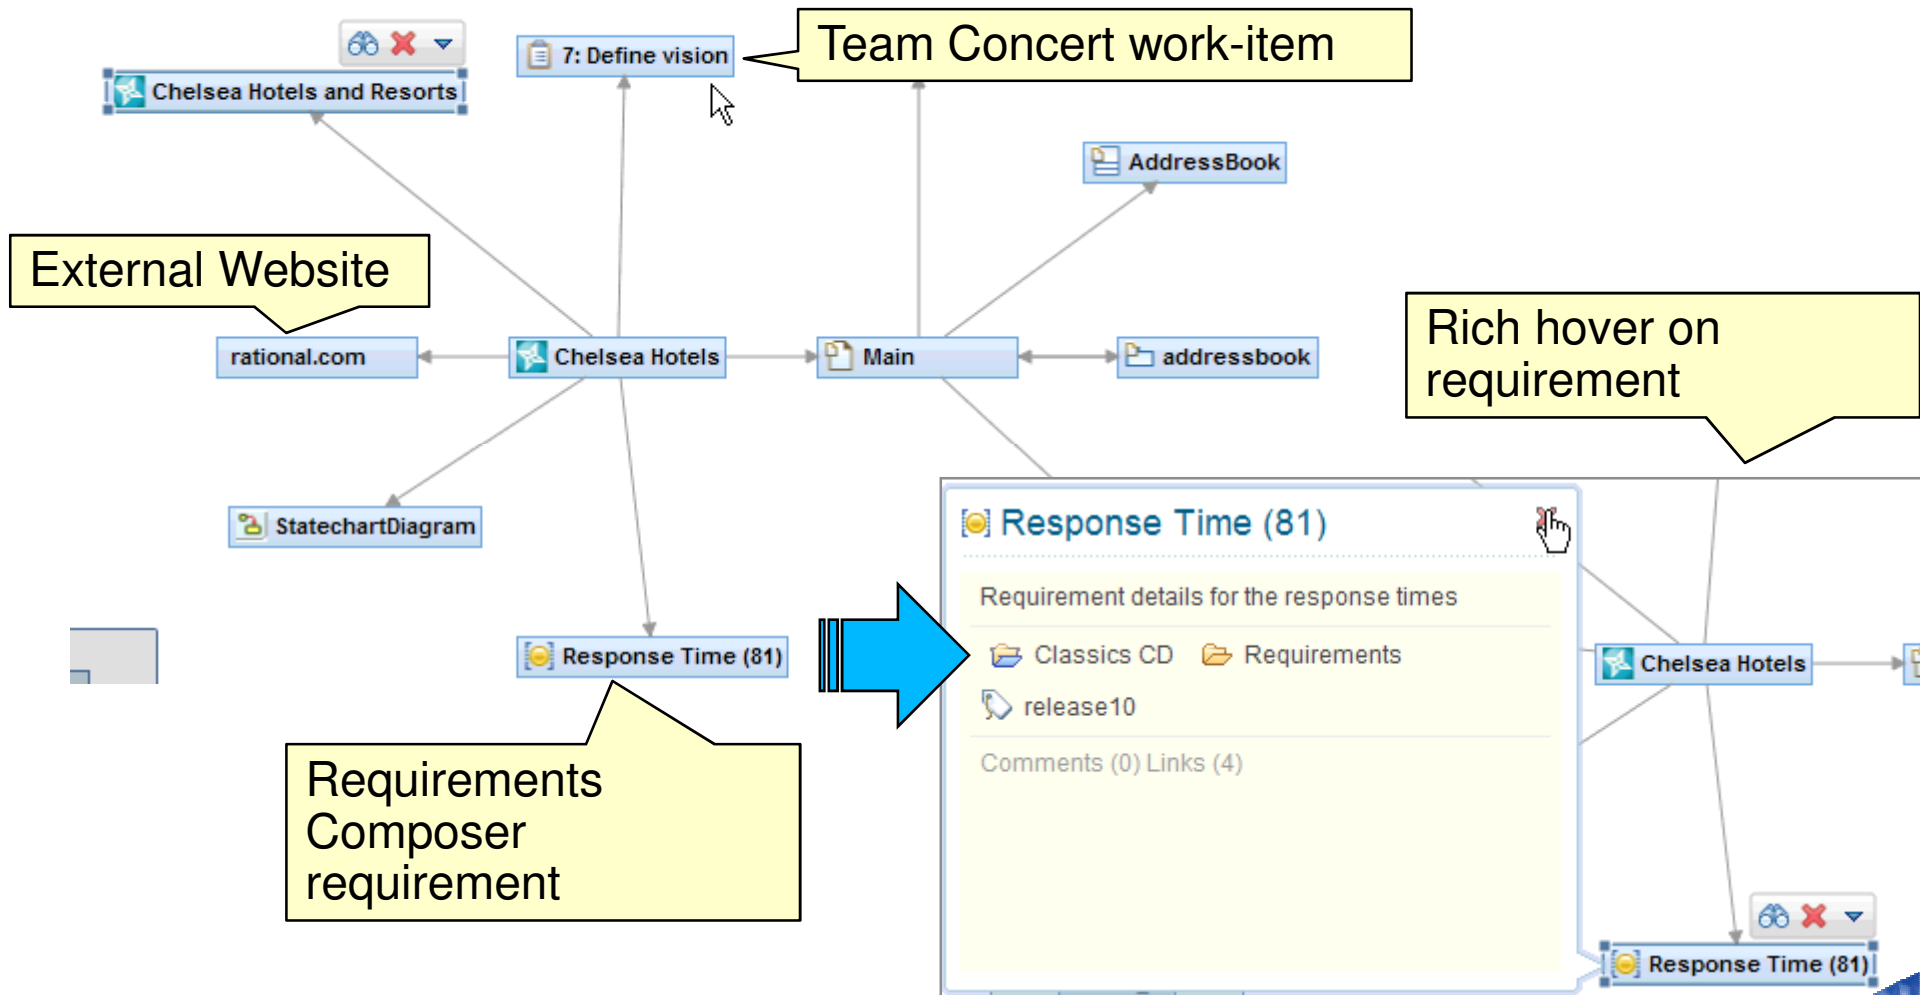 Team Concert work-item
7: Define vision
Chelsea Hotels and Resorts
AddressBook
External Website
Rich hover on
requirement
rational.com
Chelsea Hotels
Main
addressbook
StatechartDiagram
Response Time (81)
Requirements
Composer
requirement
Response Time (81)
Requirement details for the response times
Classics CD Requirements
release10
Comments (0) Links (4)
Chelsea Hotels
Response Time (81)